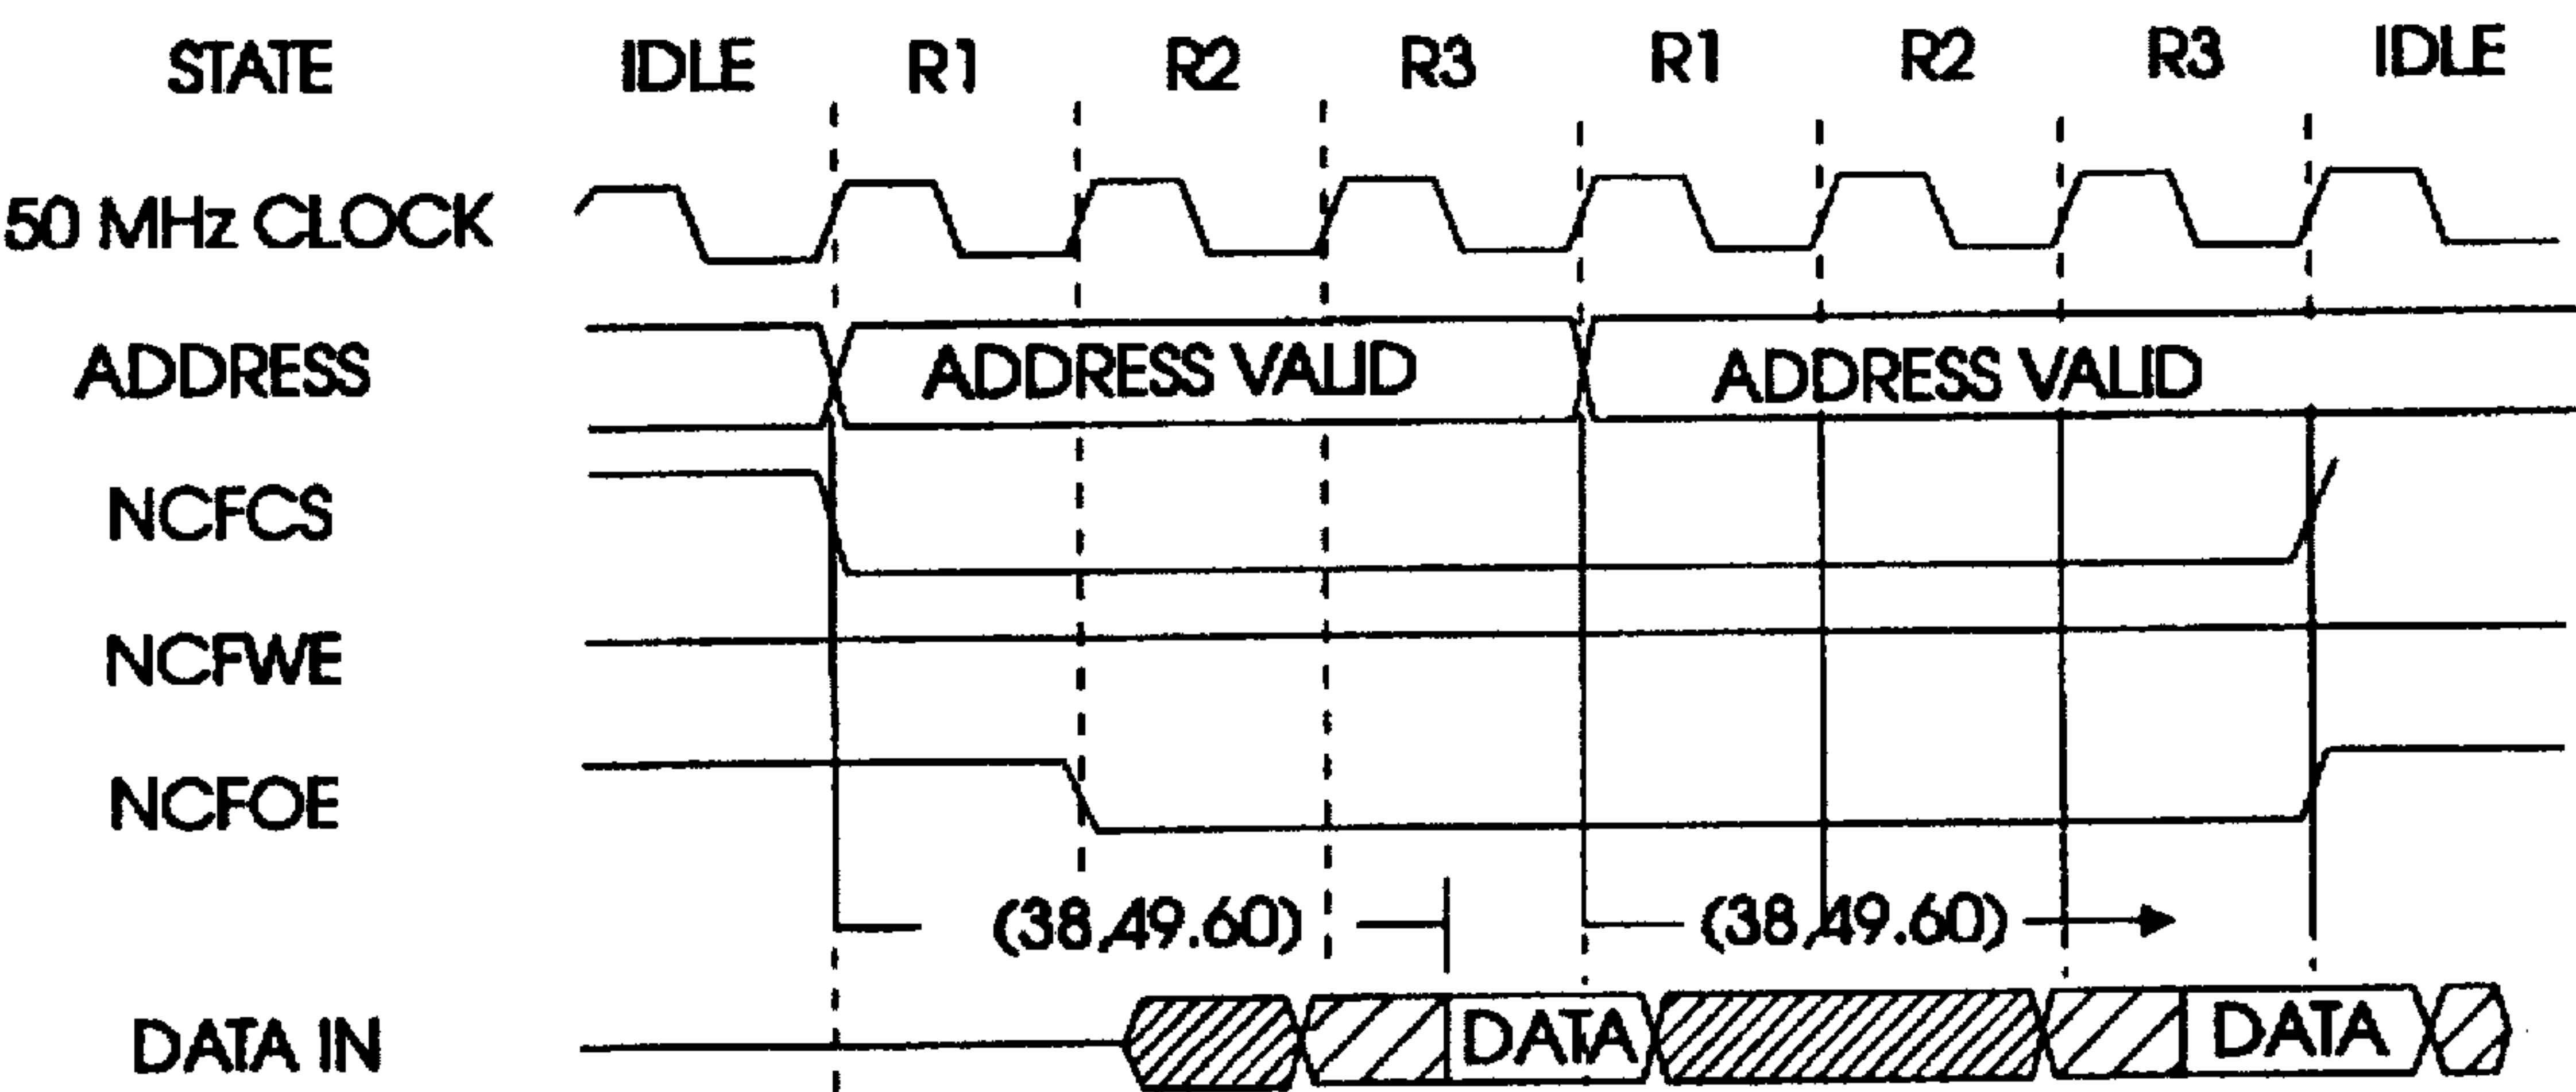 STATE IDLE R1 R2 R3 R1 R2 R3 IDLE
50 MHz CLOCK
ADDRESS ADDRESS VALID ADDRESS VALID
NCFCS
NCFWE
NCFOE
(38,49.60) (38,49.60)
DATA IN DATA DATA